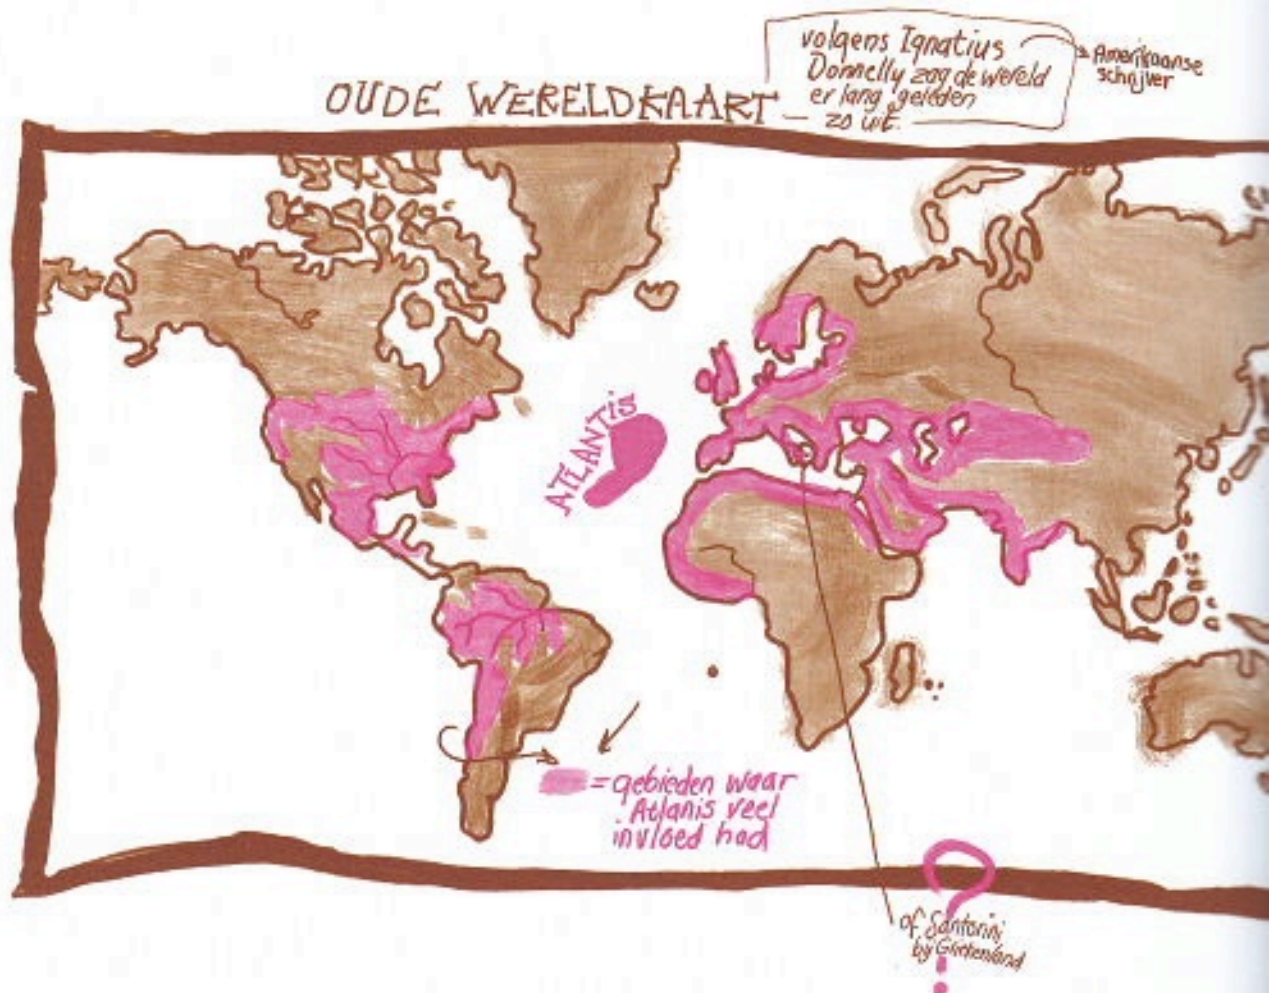 volgens Ignatius
Donnelly zag de wereld
er lang geleden
zo uit.
Amerikaanse
schrijver
OUDE WERELDKAART
ATLANTIS
= gebieden waar
Atlanis veel
invloed had
?
of Santorini
by Griekenland